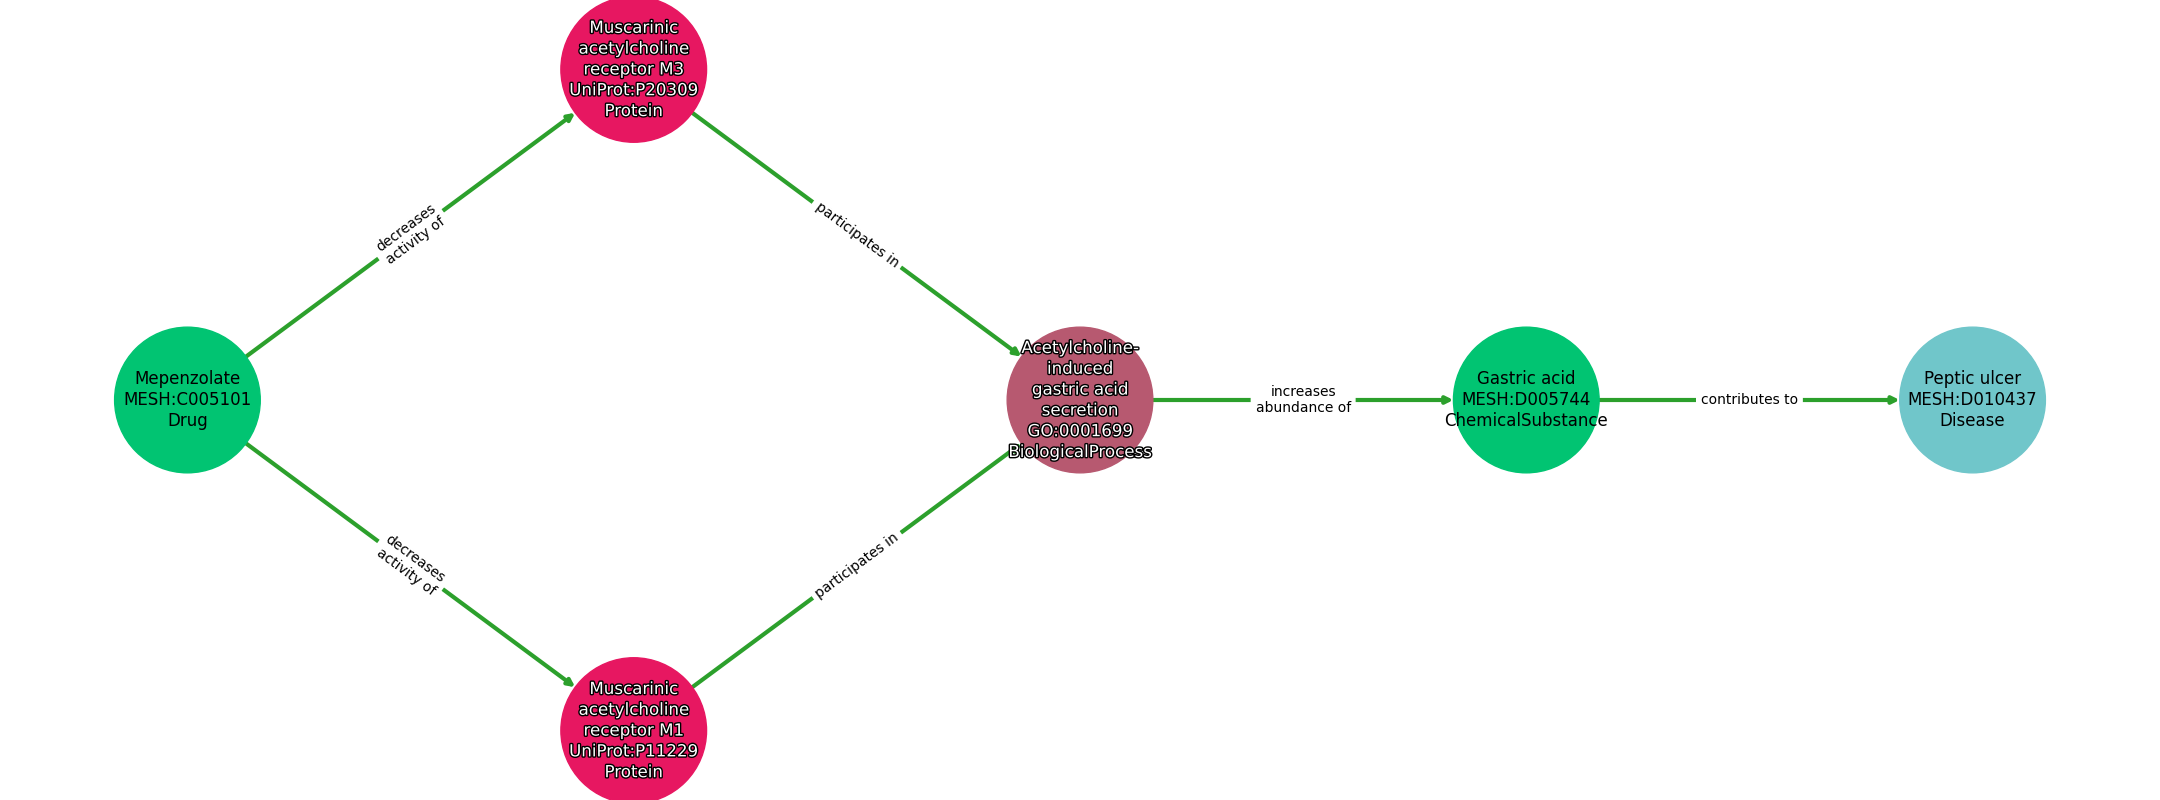 Muscarinic
acetylcholine
receptor M3
UniProt:P20309
Protein
decreases
activity of
participates in
Mepenzolate
MESH:C005101
Drug
Acetylcholine-
induced
gastric acid
secretion
GO:0001699
BiologicalProcess
increases
abundance of
Gastric acid
MESH:D005744
ChemicalSubstance
contributes to
Peptic ulcer
MESH:D010437
Disease
decreases
activity of
participates in
Muscarinic
acetylcholine
receptor M1
UniProt:P11229
Protein